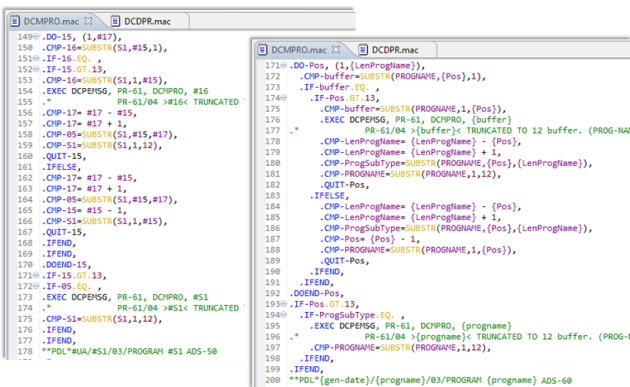 DCMPRO.mac DCDPR.mac
149 .DO-15, (1,#17),
150 .CMP-16=SUBSTR(S1,#15,1),
151 .IF-16.EQ. ,
152 .IF-15.GT.13,
153 .CMP-16=SUBSTR(S1,1,#15),
154 .EXEC DCPEMSG, PR-61, DCMPRO, #16
155 .* PR-61/04 >#16< TRUNCATED
156 .CMP-17= #17 - #15,
157 .CMP-17= #17 + 1,
158 .CMP-05=SUBSTR(S1,#15,#17),
159 .CMP-S1=SUBSTR(S1,1,12),
160 .QUIT-15,
161 .IFELSE,
162 .CMP-17= #17 - #15,
163 .CMP-17= #17 + 1,
164 .CMP-05=SUBSTR(S1,#15,#17),
165 .CMP-15= #15 - 1,
166 .CMP-S1=SUBSTR(S1,1,#15),
167 .QUIT-15,
168 .IFEND,
169 .IFEND,
170 .DOEND-15,
171 .IF-15.GT.13,
172 .IF-05.EQ. ,
173 .EXEC DCPEMSG, PR-61, DCMPRO, #S1
174 .* PR-61/04 >#S1< TRUNCATED
175 .CMP-S1=SUBSTR(S1,1,12),
176 .IFEND,
177 .IFEND,
178 **PDL"#UA/#S1/03/PROGRAM #S1 ADS-50
DCMPRO.mac DCDPR.mac
171 .DO-Pos, (1,{LenProgName}),
172 .CMP-buffer=SUBSTR(PROGNAME,{Pos},1),
173 .IF-buffer.EQ. ,
174 .IF-Pos.GT.13,
175 .CMP-buffer=SUBSTR(PROGNAME,1,{Pos}),
176 .EXEC DCPEMSG, PR-61, DCMPRO, {buffer}
177 .* PR-61/04 >{buffer}< TRUNCATED TO 12 buffer. (PROG-NA
178 .CMP-LenProgName= {LenProgName} - {Pos},
179 .CMP-LenProgName= {LenProgName} + 1,
180 .CMP-ProgSubType=SUBSTR(PROGNAME,{Pos},{LenProgName}),
181 .CMP-PROGNAME=SUBSTR(PROGNAME,1,12),
182 .QUIT-Pos,
183 .IFELSE,
184 .CMP-LenProgName= {LenProgName} - {Pos},
185 .CMP-LenProgName= {LenProgName} + 1,
186 .CMP-ProgSubType=SUBSTR(PROGNAME,{Pos},{LenProgName}),
187 .CMP-Pos= {Pos} - 1,
188 .CMP-PROGNAME=SUBSTR(PROGNAME,1,{Pos}),
189 .QUIT-Pos,
190 .IFEND,
191 .IFEND,
192 .DOEND-Pos,
193 .IF-Pos.GT.13,
194 .IF-ProgSubType.EQ. ,
195 .EXEC DCPEMSG, PR-61, DCMPRO, {progname}
196 .* PR-61/04 >{progname}< TRUNCATED TO 12 buffer. (PROG-
197 .CMP-PROGNAME=SUBSTR(PROGNAME,1,12),
198 .IFEND,
199 .IFEND,
200 **PDL"{gen-date}/{progname}/03/PROGRAM {progname} ADS-60